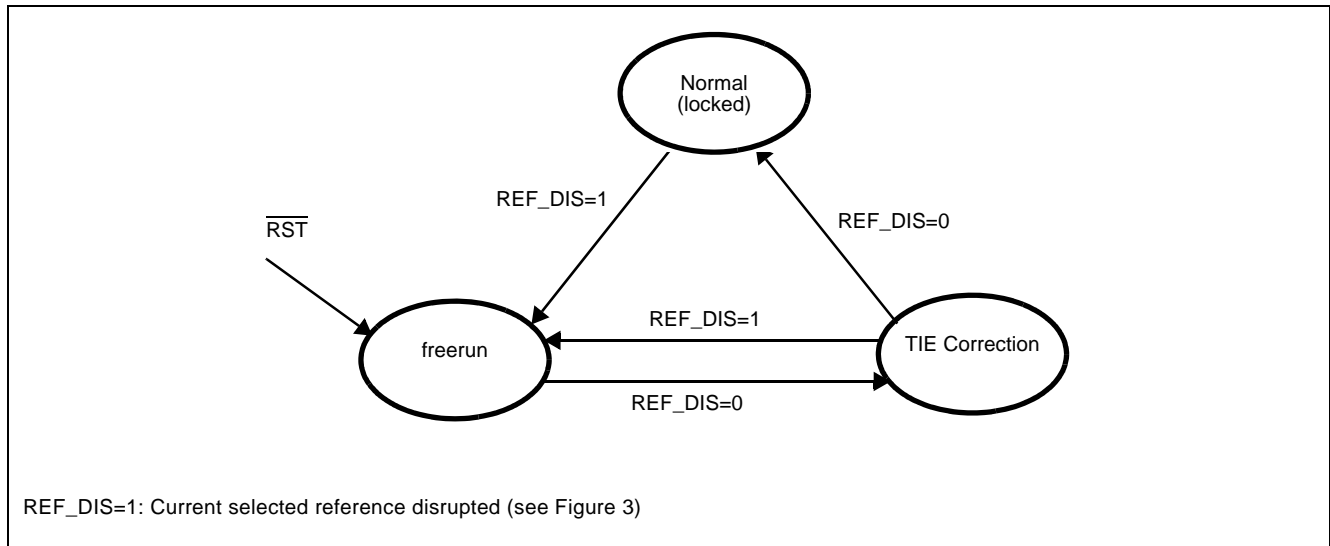 Normal
(locked)
REF_DIS=1
RST
REF_DIS=0
REF_DIS=1
freerun
TIE Correction
REF_DIS=0
REF_DIS=1: Current selected reference disrupted (see Figure 3)